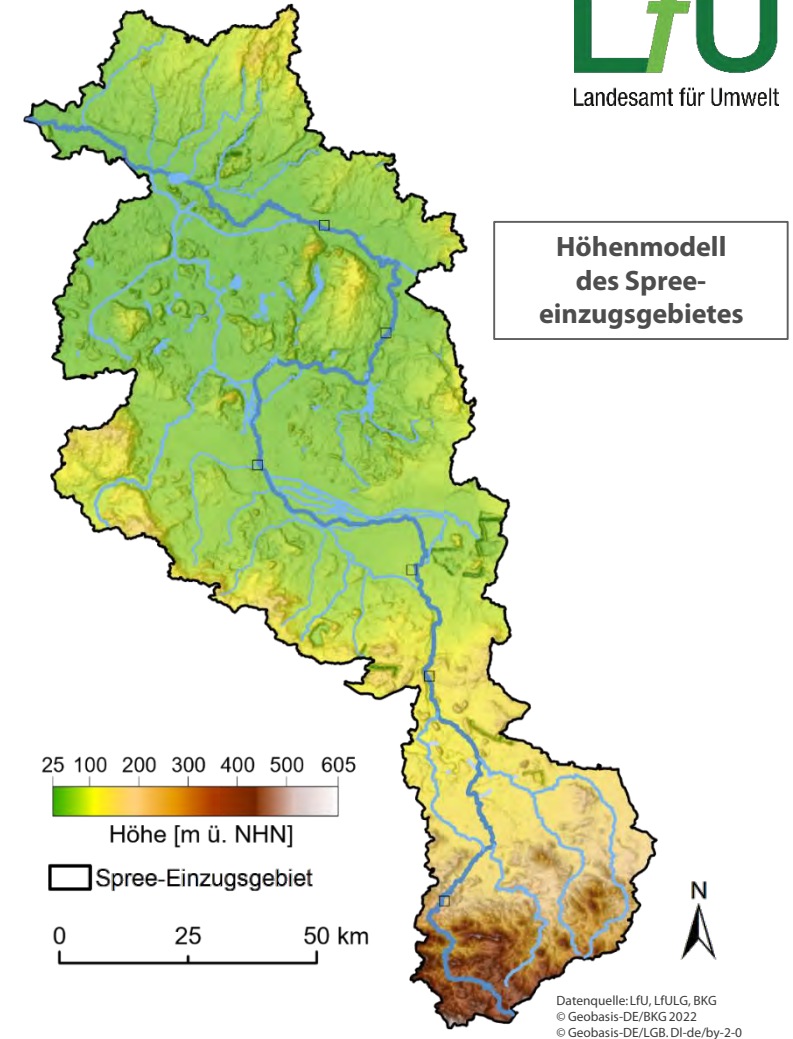 LfU
Landesamt für Umwelt
Höhenmodell
des Spree-
einzugsgebietes
25 100 200 300 400 500 605
Höhe [m ü. NHN]
Spree-Einzugsgebiet
0 25 50 km
N
Datenquelle: LfU, LfULG, BKG
© Geobasis-DE/BKG 2022
© Geobasis-DE/LGB. Dl-de/by-2-0